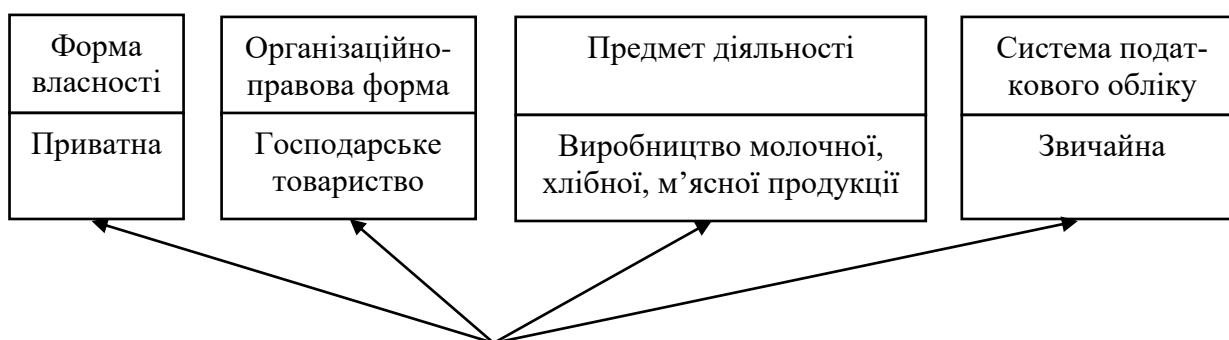 Форма
власності
Приватна
Організаційно-
правова форма
Господарське
товариство
Предмет діяльності
Виробництво молочної,
хлібної, м’ясної продукції
Система подат-
кового обліку
Звичайна